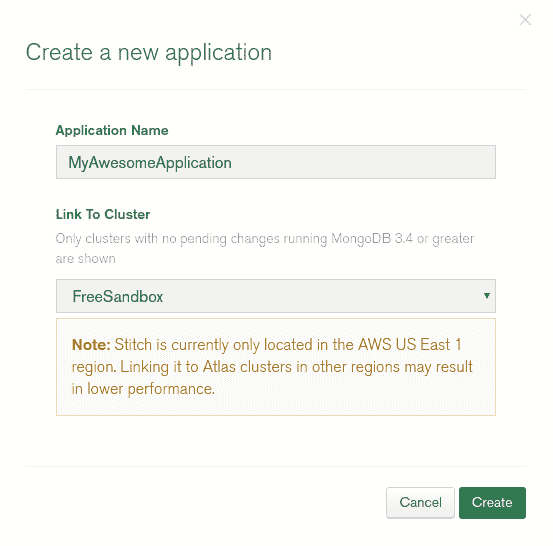 Create a new application
Application Name
MyAwesomeApplication
Link To Cluster
Only clusters with no pending changes running MongoDB 3.4 or greater
are shown
FreeSandbox
Note: Stitch is currently only located in the AWS US East 1
region. Linking it to Atlas clusters in other regions may result
in lower performance.
Cancel Create